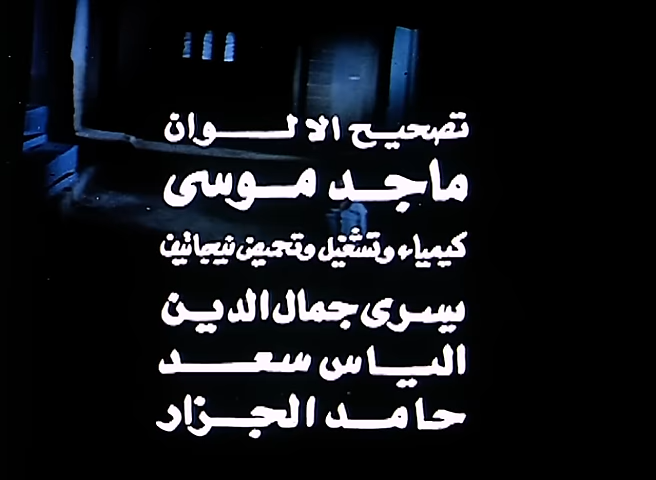 تصحيح الالوان
ماجد موسى
كيمياء وتشغيل وتحميض نيجاتيف
يسرى جمال الدين
الياس سعد
حامد الجزار